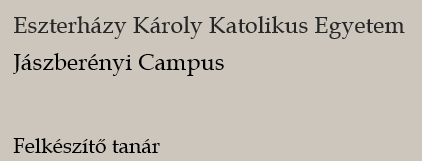 Eszterházy Károly Katolikus Egyetem
Jászberényi Campus
Felkészítő tanár